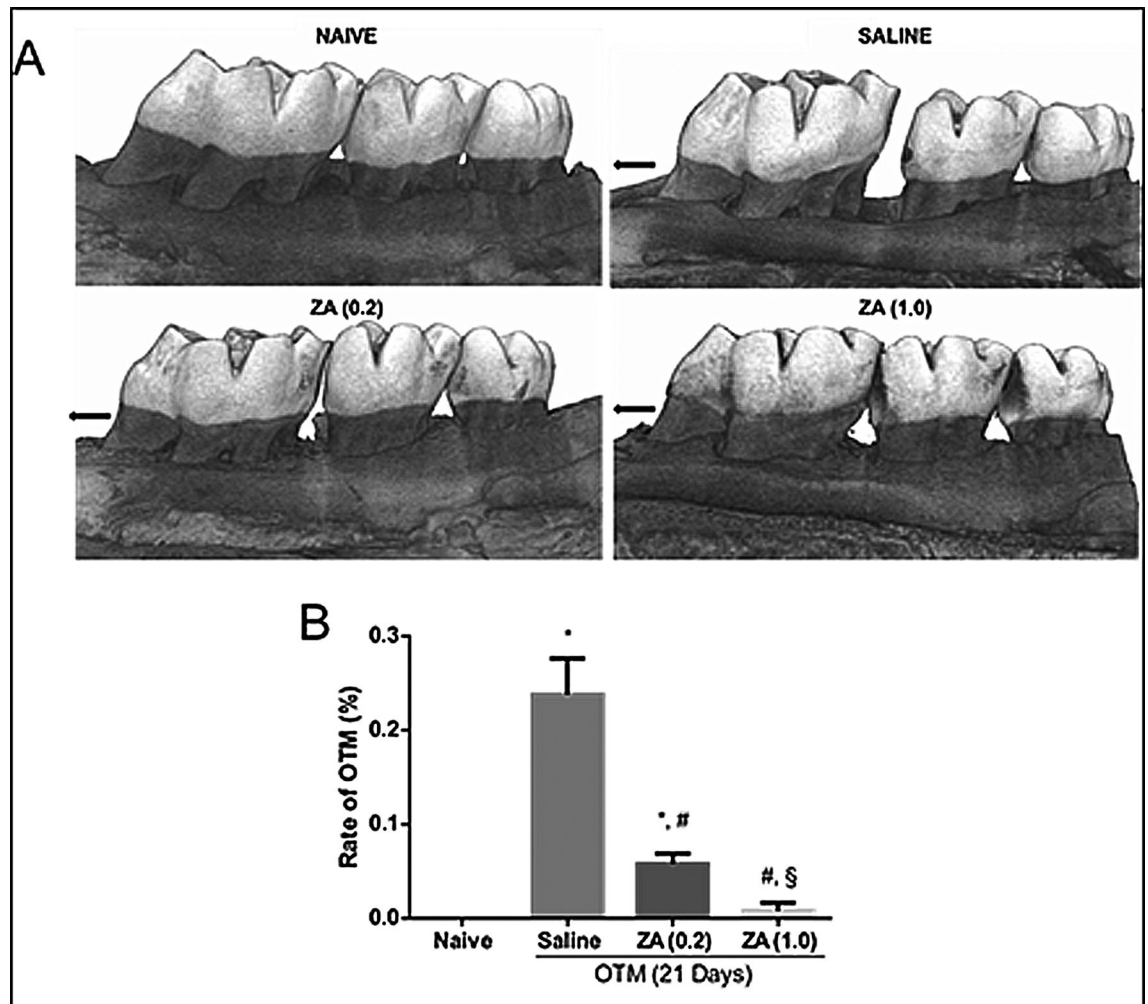 A
NAIVE
SALINE
ZA (0.2)
ZA (1.0)
B
Rate of OTM (%)
0.3
0.2
0.1
0.0
*
*, #
#, §
Naive
Saline
ZA (0.2)
ZA (1.0)
OTM (21 Days)